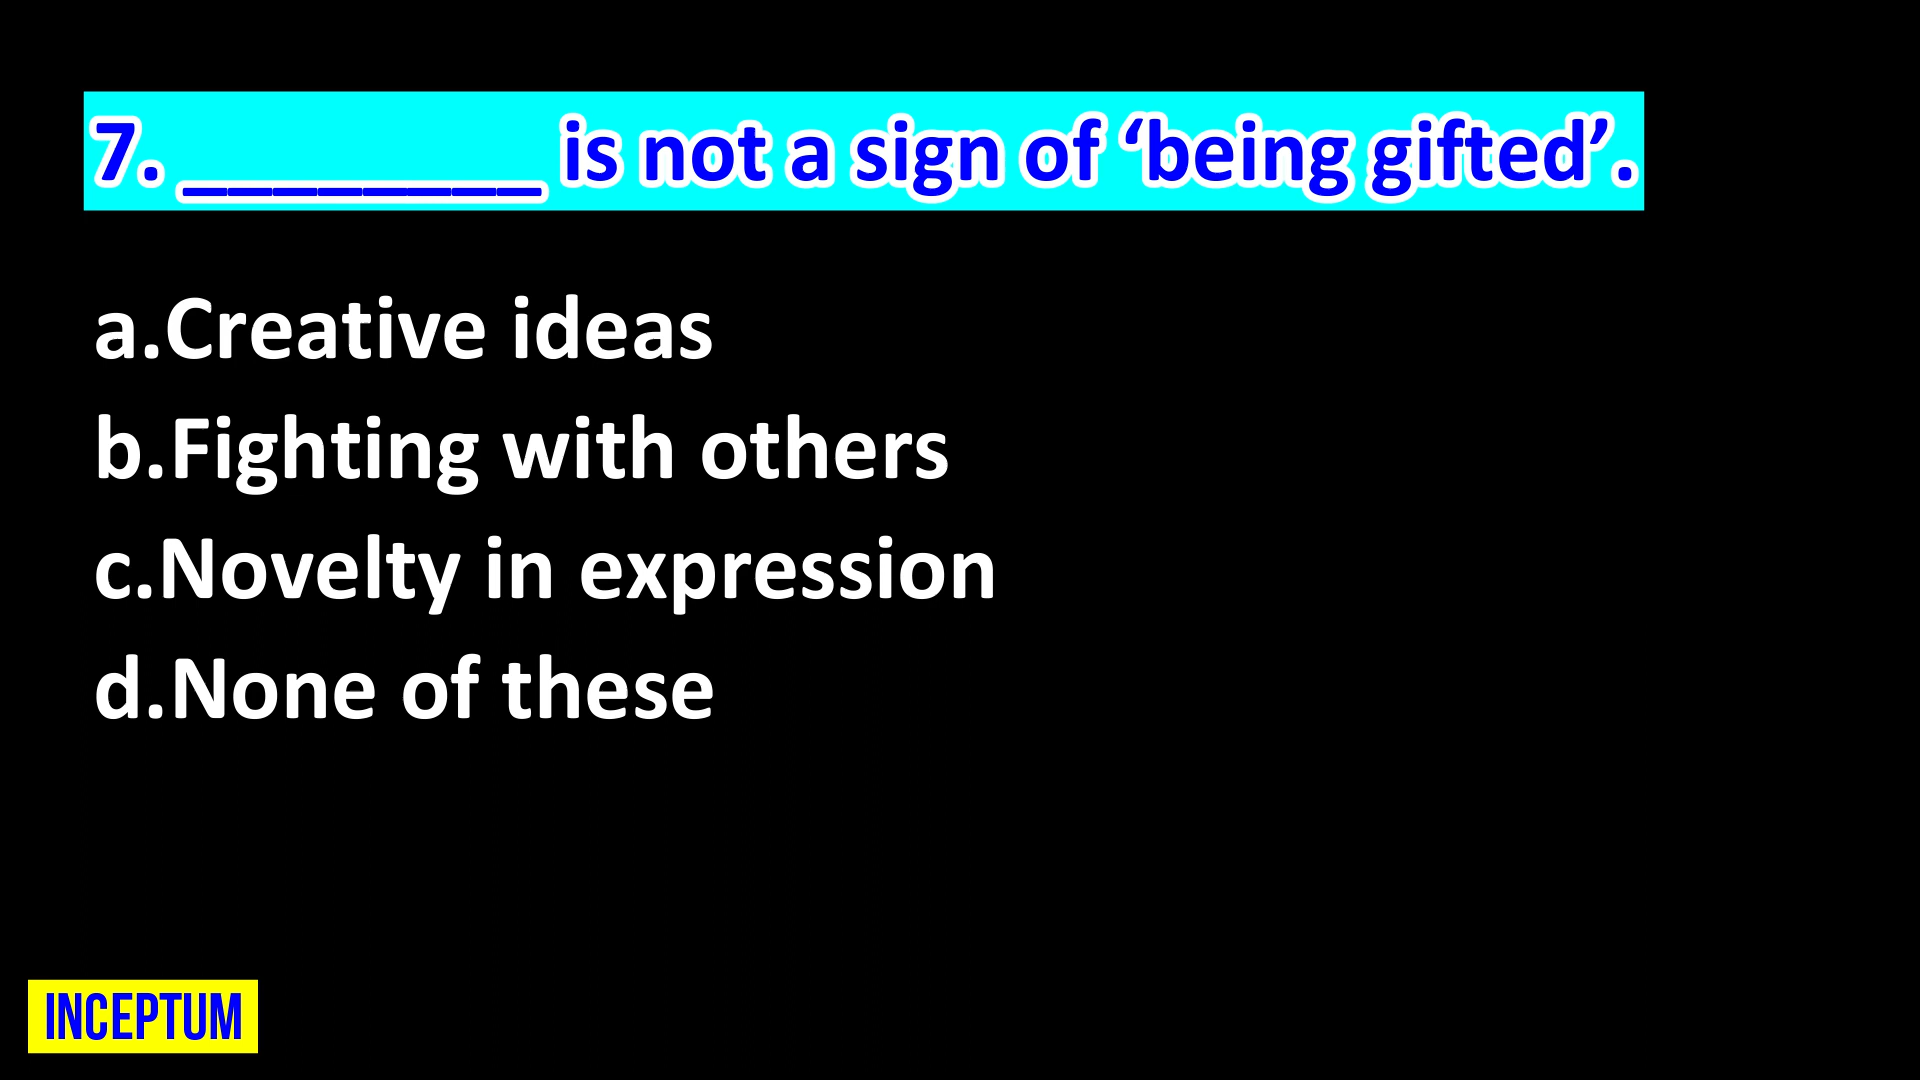 7. ________ is not a sign of ‘being gifted’.
a.Creative ideas
b.Fighting with others
c.Novelty in expression
d.None of these
INCEPTUM